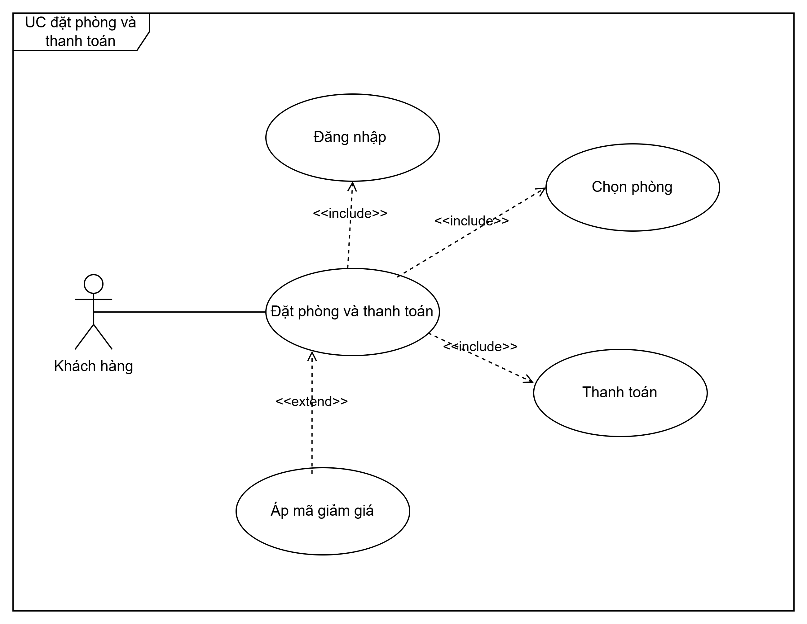 UC đặt phòng và
thanh toán
Đăng nhập
Chọn phòng
<<include>>
<<include>>
Đặt phòng và thanh toán
<<include>>
Khách hàng
Thanh toán
<<extend>>
Áp mã giảm giá